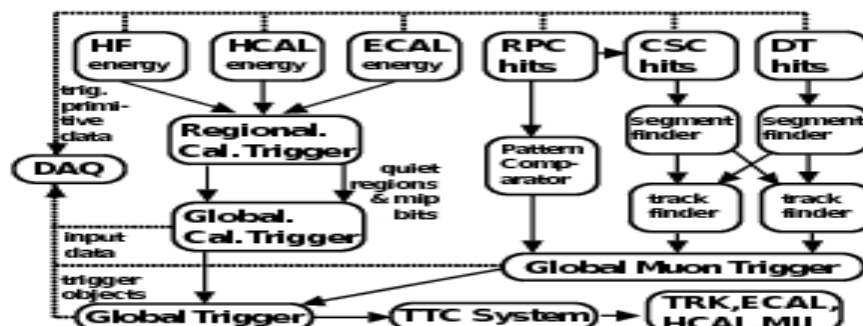 HF
energy
HCAL
energy
ECAL
energy
RPC
hits
CSC
hits
DT
hits
trig.
primi-
tive
data
Regional.
Cal.Trigger
segment
finder
segment
finder
Pattern
Comp-
arator
DAQ
quiet
regions
& mip
bits
track
finder
track
finder
Global.
Cal.Trigger
input
data
Global Muon Trigger
trigger
objects
Global Trigger
TTC System
TRK,ECAL,
HCAL,MU